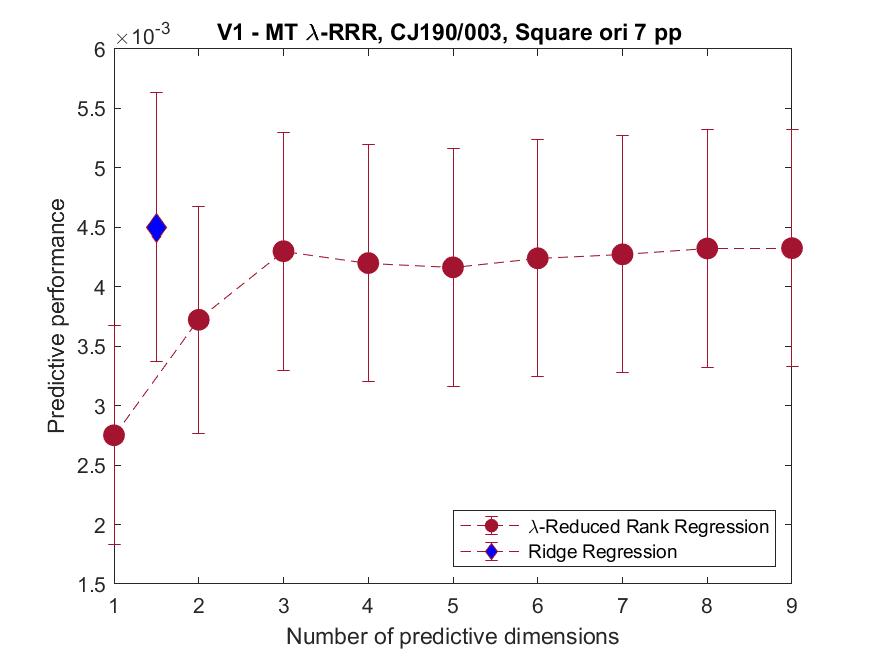 ×10-3
V1 - MT λ-RRR, CJ190/003, Square ori 7 pp
6
5.5
5
4.5
4
3.5
3
2.5
2
1.5
Predictive performance
λ-Reduced Rank Regression
Ridge Regression
1 2 3 4 5 6 7 8 9
Number of predictive dimensions